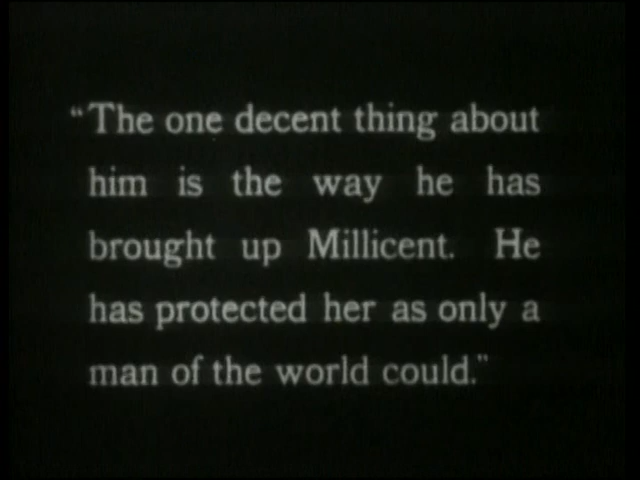 “The one decent thing about
him is the way he has
brought up Millicent. He
has protected her as only a
man of the world could.”